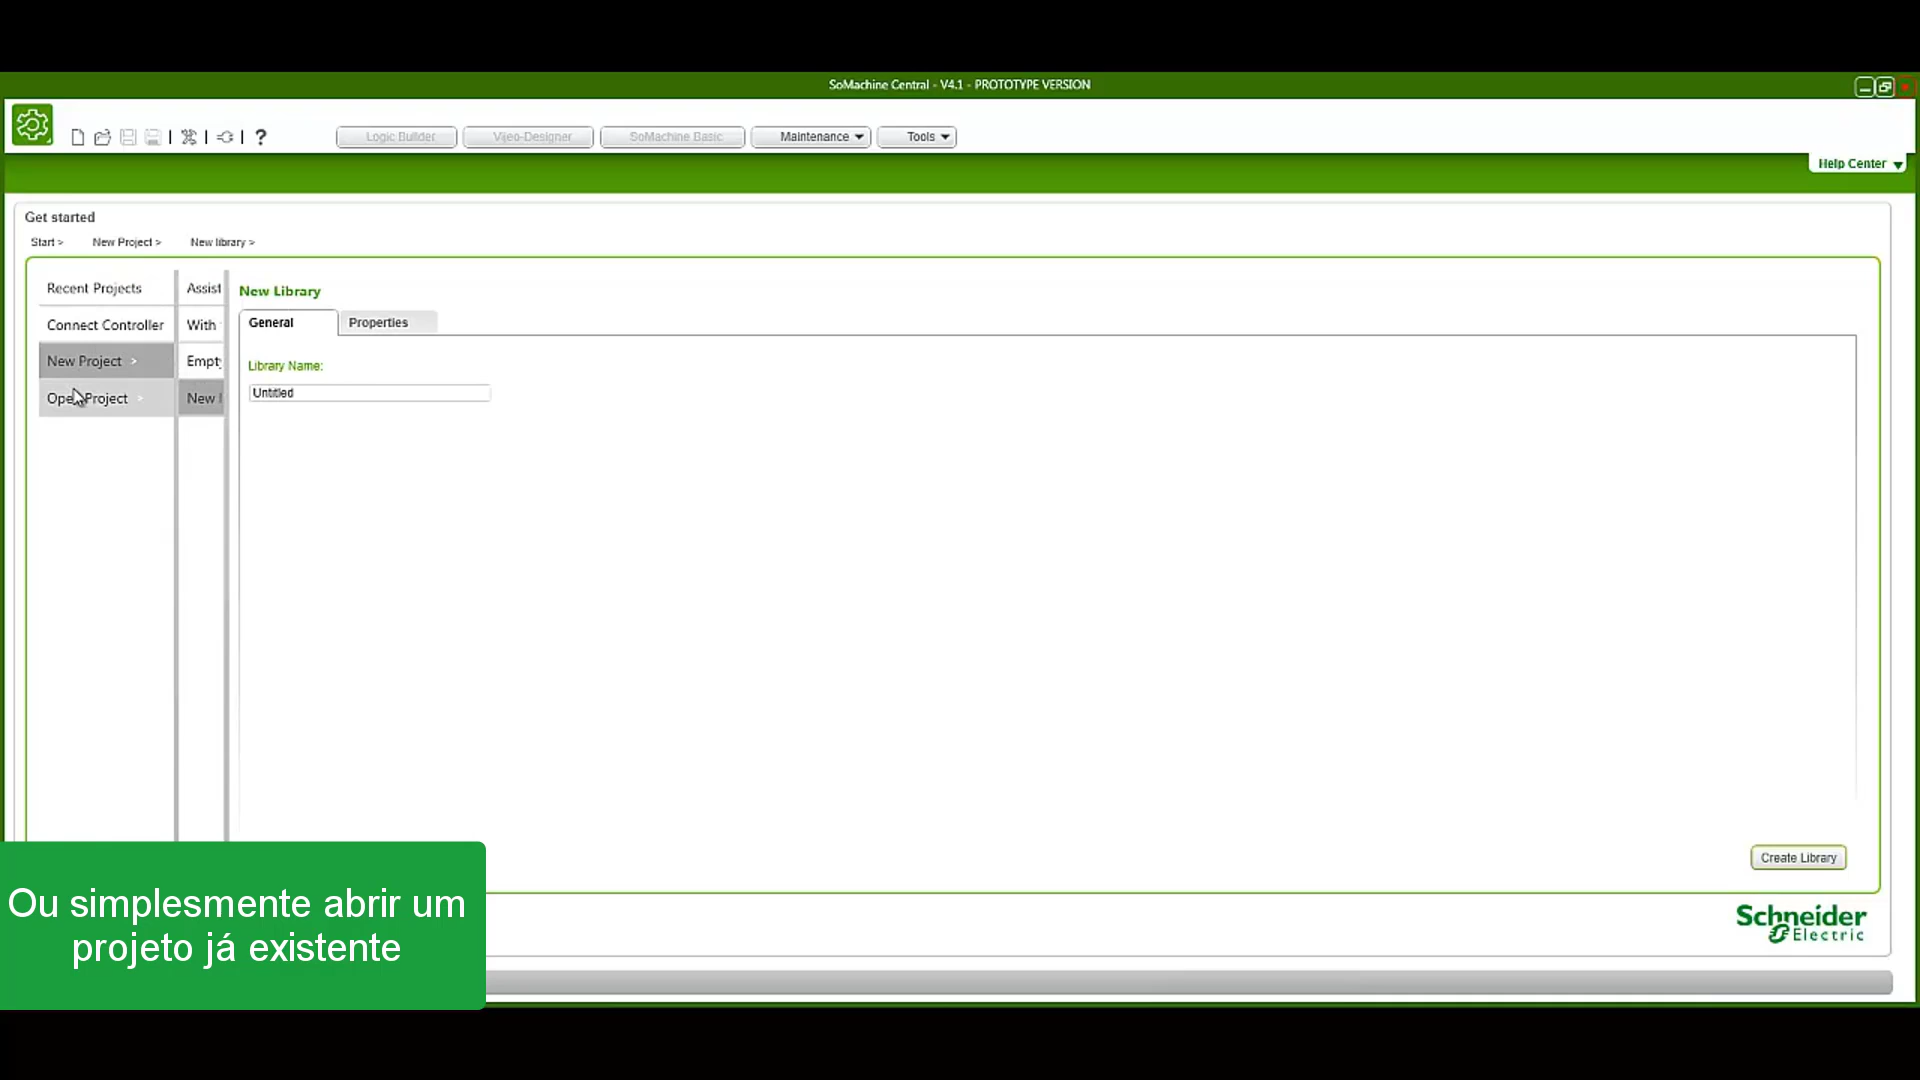 SoMachine Central - V4.1 - PROTOTYPE VERSION
Logic Builder
Vijeo-Designer
SoMachine Basic
Maintenance
Tools
Help Center
Get started
Start >
New Project >
New library >
Recent Projects
Assist
New Library
General
Properties
Connect Controller
With
New Project >
Empty
Library Name:
Open Project >
New
Untitled
Create Library
Ou simplesmente abrir um
projeto já existente
Schneider
Electric